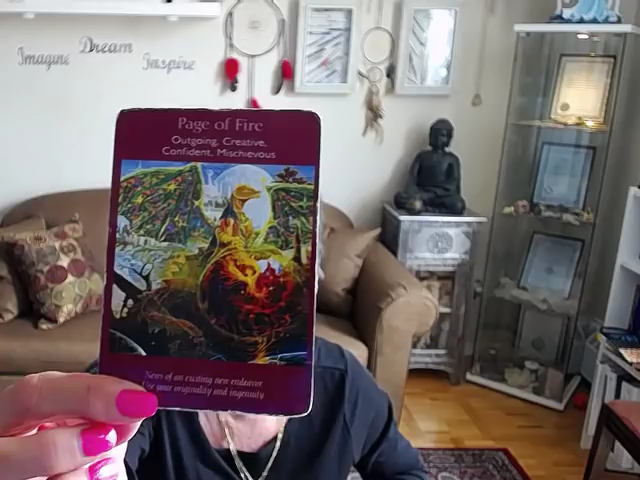 Imagine
Dream
Inspire
Page of Fire
Outgoing, Creative,
Confident, Mischievous
News of an exciting new endeavor
Use your originality and ingenuity